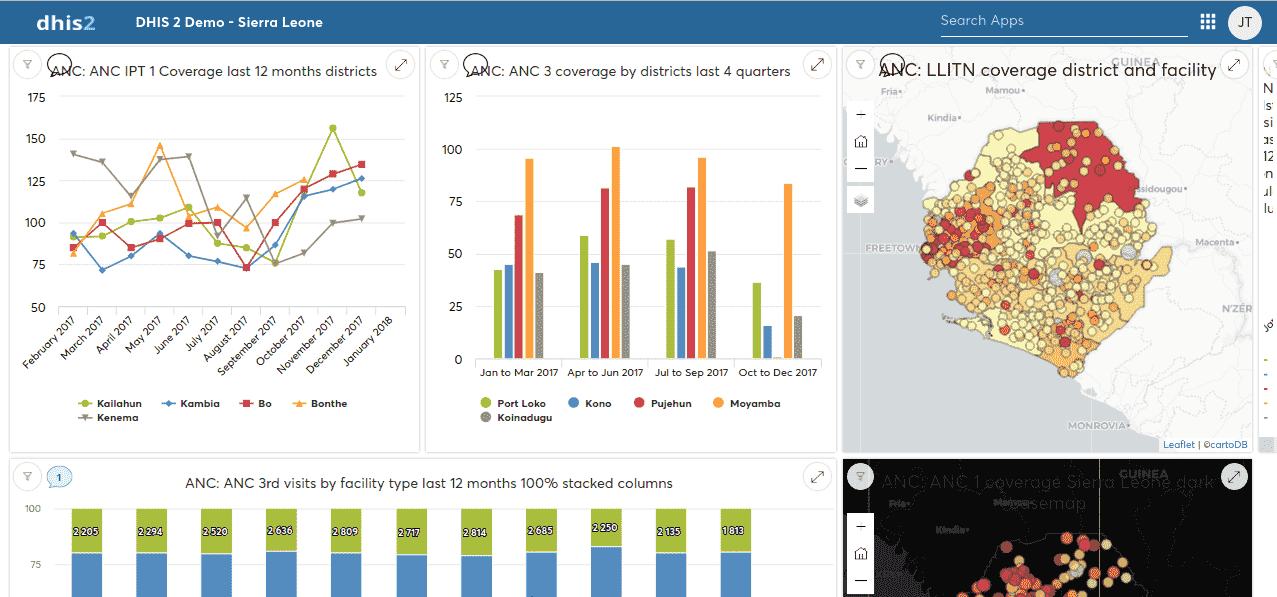 dhis2
DHIS 2 Demo - Sierra Leone
Search Apps
JT
ANC: ANC IPT 1 Coverage last 12 months districts
175
150
125
100
75
50
February 2017
March 2017
April 2017
May 2017
June 2017
July 2017
August 2017
September 2017
October 2017
November 2017
December 2017
January 2018
Kailahun
Kambia
Bo
Bonthe
Kenema
ANC: ANC 3 coverage by districts last 4 quarters
125
100
75
50
25
0
Jan to Mar 2017
Apr to Jun 2017
Jul to Sep 2017
Oct to Dec 2017
Port Loko
Kono
Pujehun
Moyamba
Koinadugu
ANC: LLITN coverage district and facility
GUINEA
Fria
Mamou
Kindia
+
−
FREETOWN
Macenta
N'ZÉR
MONROVIA
Leaflet | ©cartoDB
1
ANC: ANC 3rd visits by facility type last 12 months 100% stacked columns
100
75
2 205
2 294
2 520
2 636
2 809
2 717
2 814
2 685
2 250
2 135
1 813
ANC: ANC 1 coverage Sierra Leone dark
basemap
GUINEA
Fria
Mamou
Kindia
+
−